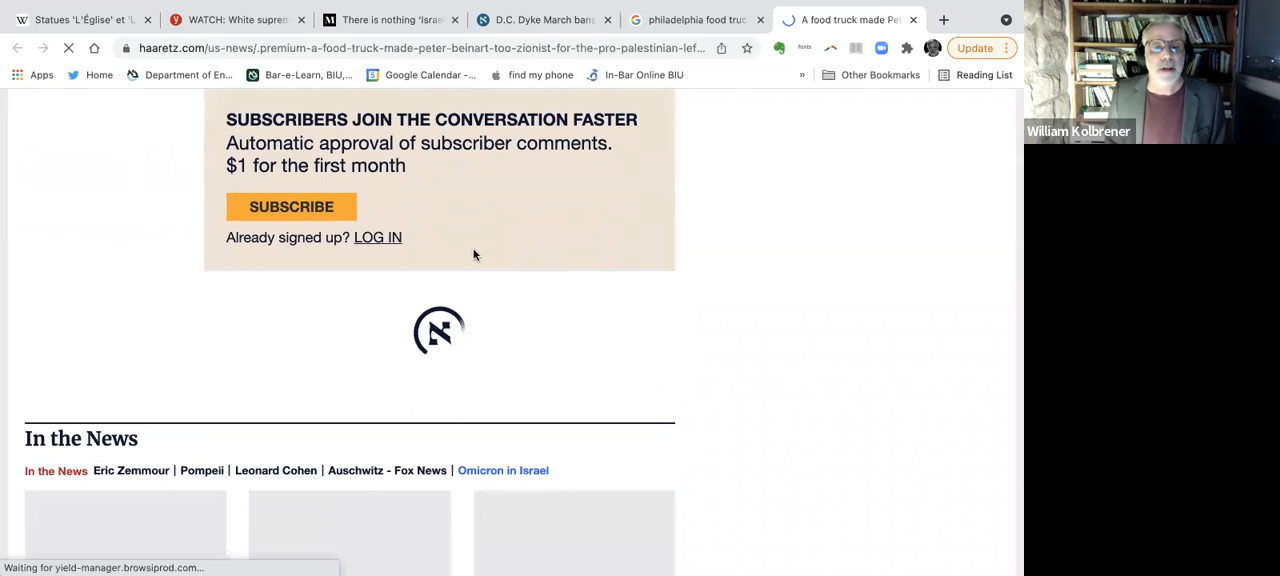 Statues 'L'Église' et 'L
WATCH: White suprem
There is nothing 'Israe
D.C. Dyke March bans
philadelphia food truc
A food truck made Pet
haaretz.com/us-news/.premium-a-food-truck-made-peter-beinart-too-zionist-for-the-pro-palestinian-lef...
fonts
Update
Apps
Home
Department of En...
Bar-e-Learn, BIU,...
Google Calendar -...
find my phone
In-Bar Online BIU
»
Other Bookmarks
Reading List
William Kolbrener
SUBSCRIBERS JOIN THE CONVERSATION FASTER
Automatic approval of subscriber comments.
$1 for the first month
SUBSCRIBE
Already signed up? LOG IN
א
In the News
In the News Eric Zemmour | Pompeii | Leonard Cohen | Auschwitz - Fox News | Omicron in Israel
Waiting for yield-manager.browsiprod.com...